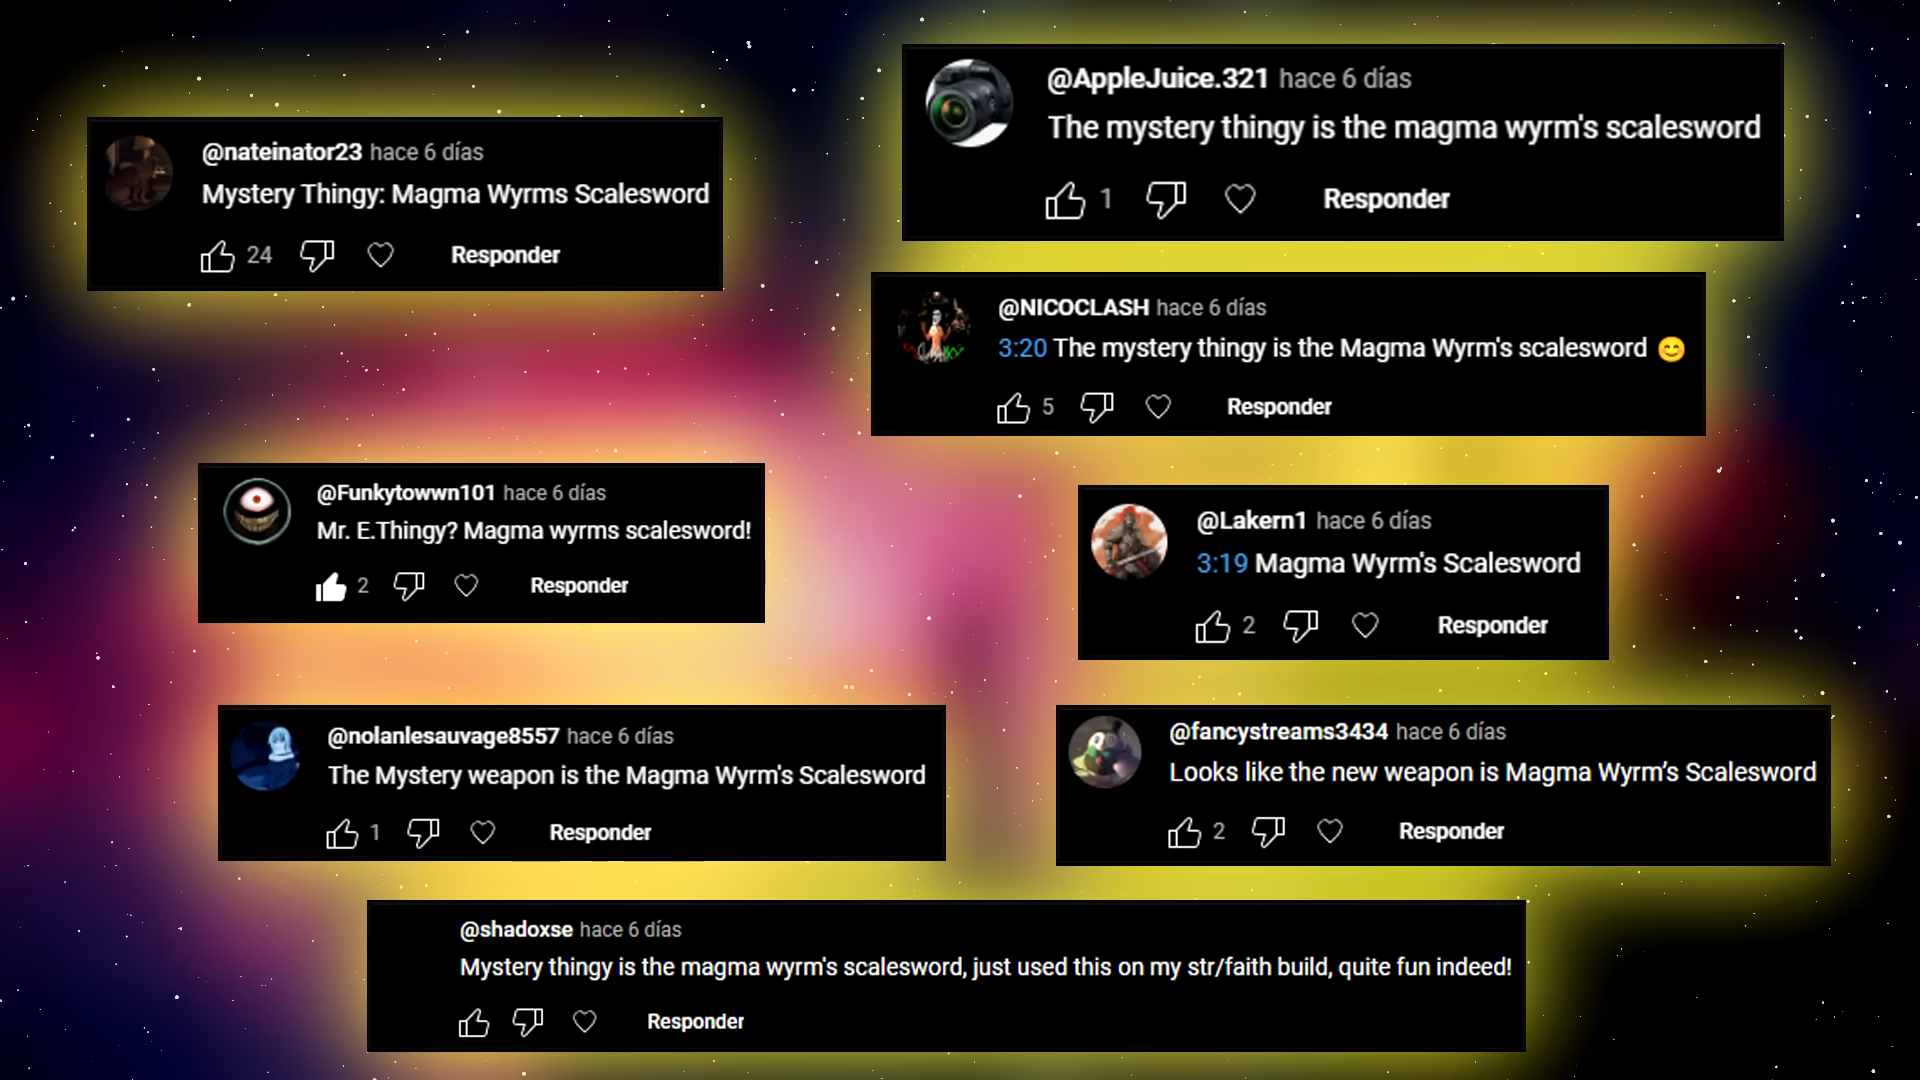 @nateinator23 hace 6 días
Mystery Thingy: Magma Wyrms Scalesword
24 Responder
@AppleJuice.321 hace 6 días
The mystery thingy is the magma wyrm's scalesword
1 Responder
@NICOCLASH hace 6 días
3:20 The mystery thingy is the Magma Wyrm's scalesword 😊
5 Responder
@Funkytowwn101 hace 6 días
Mr. E.Thingy? Magma wyrms scalesword!
2 Responder
@Lakern1 hace 6 días
3:19 Magma Wyrm's Scalesword
2 Responder
@nolanlesauvage8557 hace 6 días
The Mystery weapon is the Magma Wyrm's Scalesword
1 Responder
@fancystreams3434 hace 6 días
Looks like the new weapon is Magma Wyrm’s Scalesword
2 Responder
@shadoxse hace 6 días
Mystery thingy is the magma wyrm's scalesword, just used this on my str/faith build, quite fun indeed!
Responder